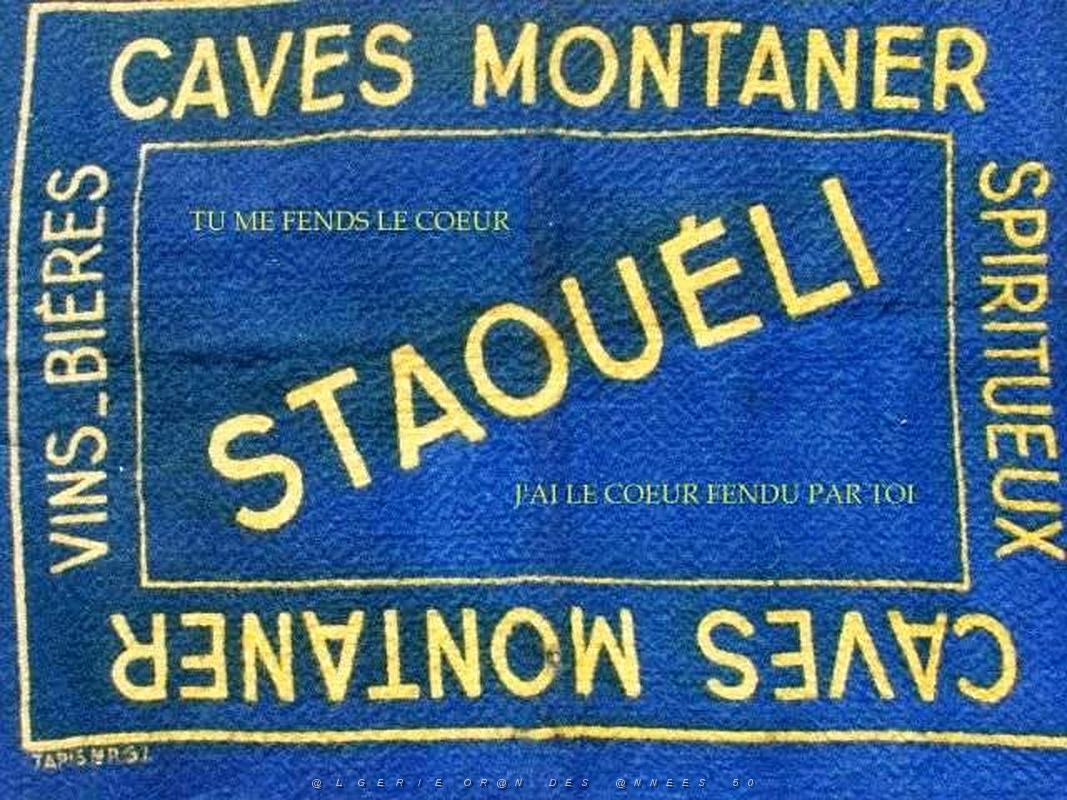 CAVES MONTANER
VINS_BIÈRES
TU ME FENDS LE COEUR
STAOUÉLI
J'AI LE COEUR FENDU PAR TOI
SPIRITUEUX
CAVES MONTANER
@LGERIE OR@N DES @NNEES 50